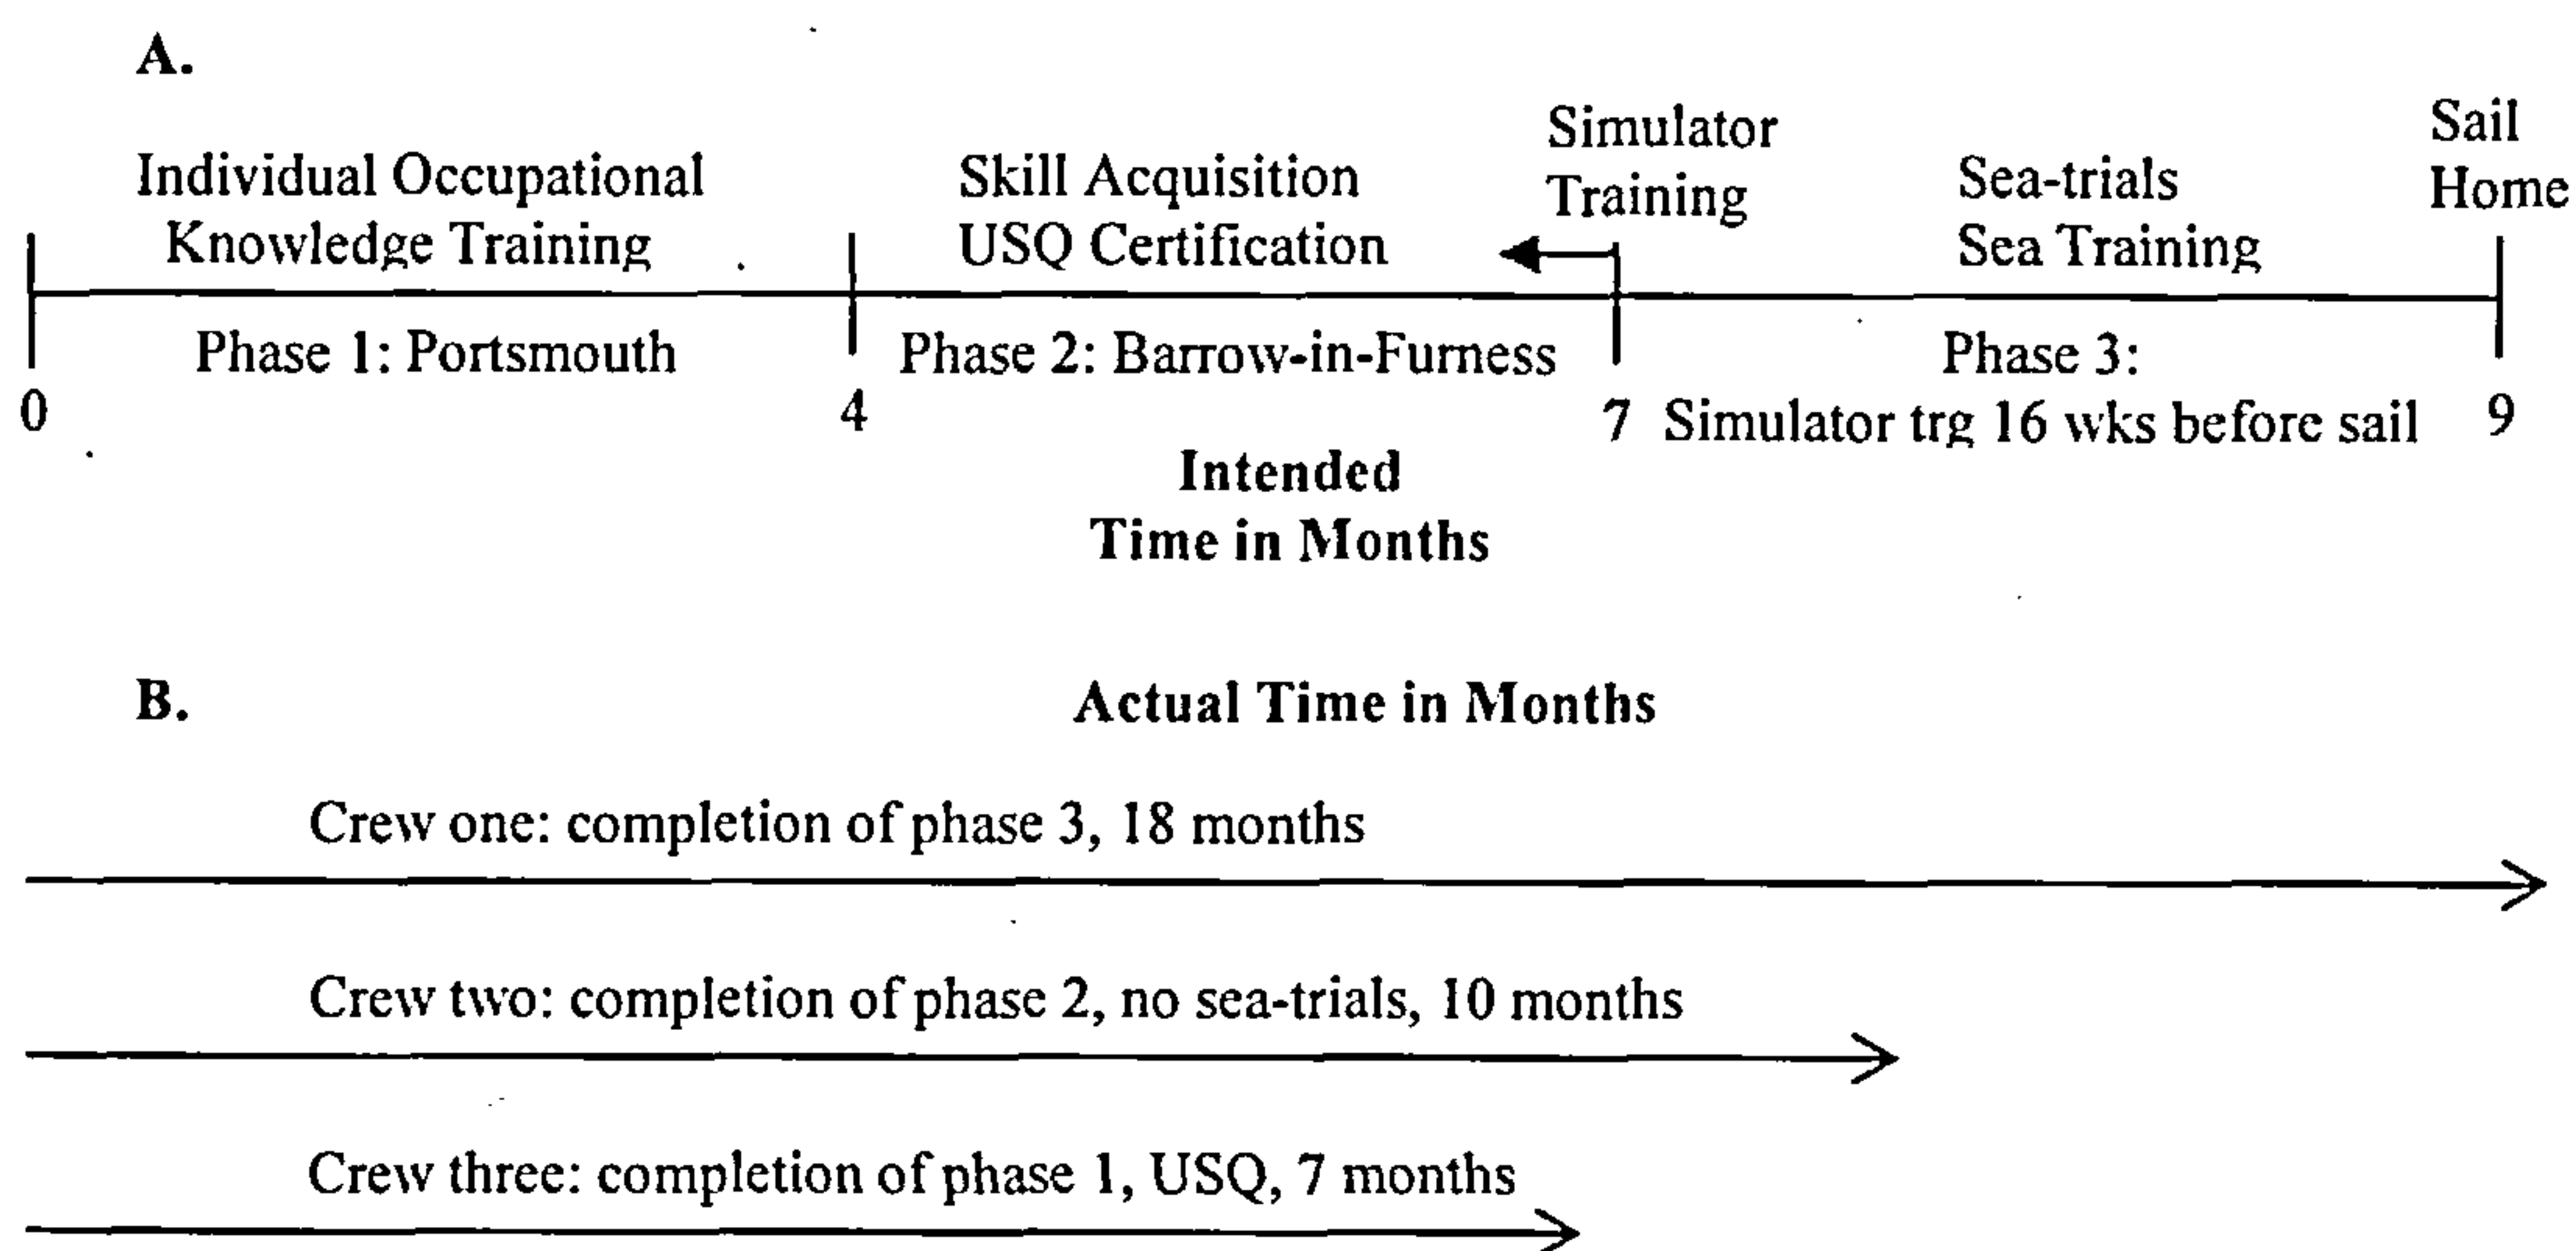 A.
Individual Occupational
Knowledge Training
Skill Acquisition
USQ Certification
Simulator
Training
Sea-trials
Sea Training
Sail
Home
Phase 1: Portsmouth
Phase 2: Barrow-in-Furness
Phase 3:
0
4
7 Simulator trg 16 wks before sail
9
Intended
Time in Months
B.
Actual Time in Months
Crew one: completion of phase 3, 18 months
Crew two: completion of phase 2, no sea-trials, 10 months
Crew three: completion of phase 1, USQ, 7 months